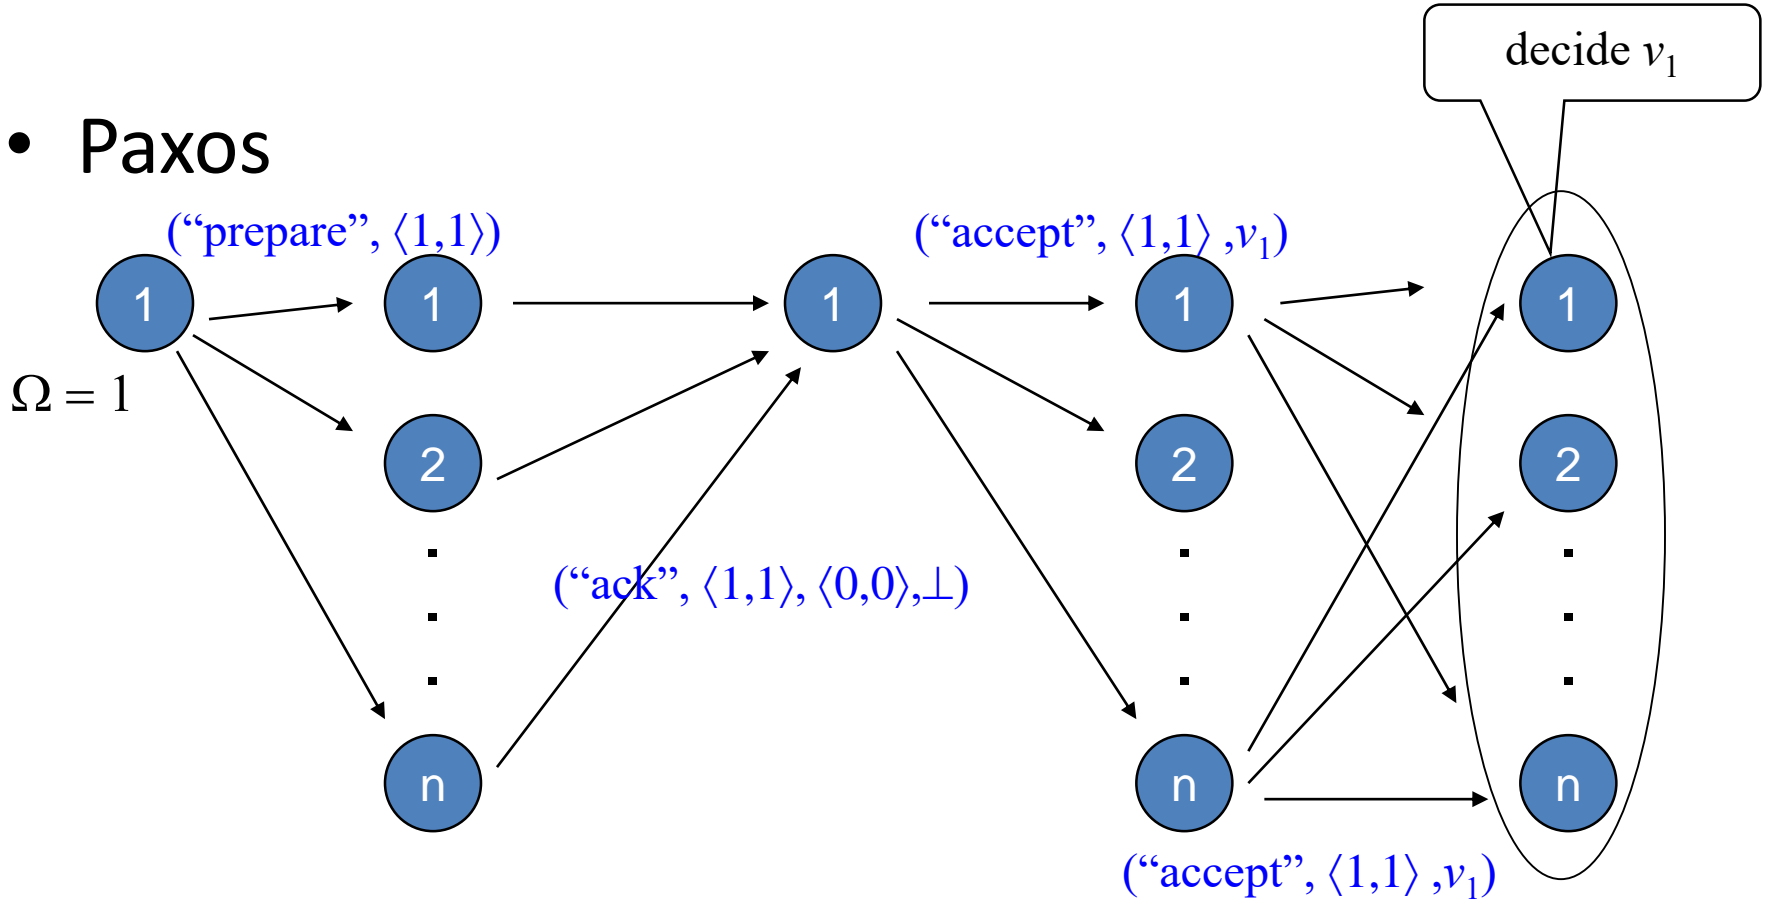 decide v₁
• Paxos
(“prepare”, ⟨1,1⟩)
(“accept”, ⟨1,1⟩ ,v₁)
1 1 1 1 1
Ω = 1
2 2 2
(“ack”, ⟨1,1⟩, ⟨0,0⟩,⊥)
n n n
(“accept”, ⟨1,1⟩ ,v₁)